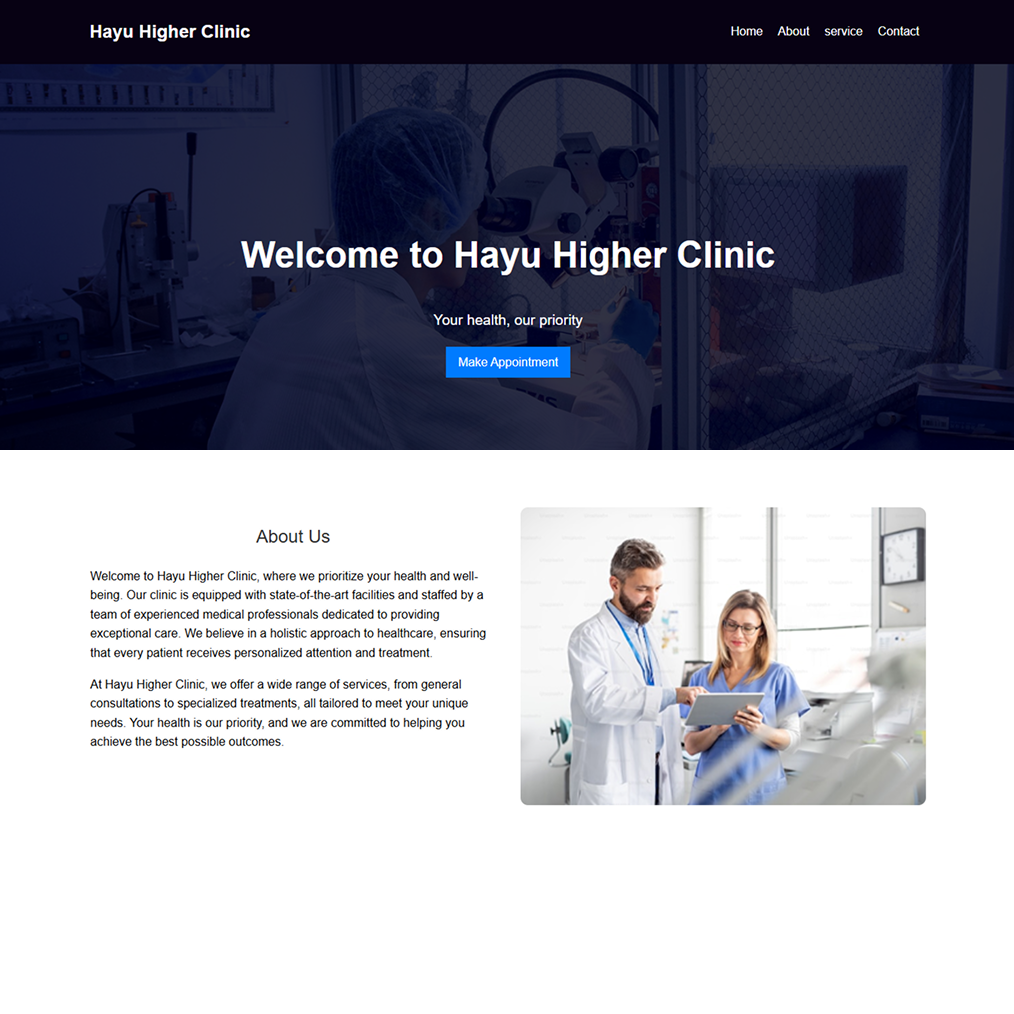 Hayu Higher Clinic
Home About service Contact
Welcome to Hayu Higher Clinic
Your health, our priority
Make Appointment
About Us
Welcome to Hayu Higher Clinic, where we prioritize your health and well-
being. Our clinic is equipped with state-of-the-art facilities and staffed by a
team of experienced medical professionals dedicated to providing
exceptional care. We believe in a holistic approach to healthcare, ensuring
that every patient receives personalized attention and treatment.
At Hayu Higher Clinic, we offer a wide range of services, from general
consultations to specialized treatments, all tailored to meet your unique
needs. Your health is our priority, and we are committed to helping you
achieve the best possible outcomes.